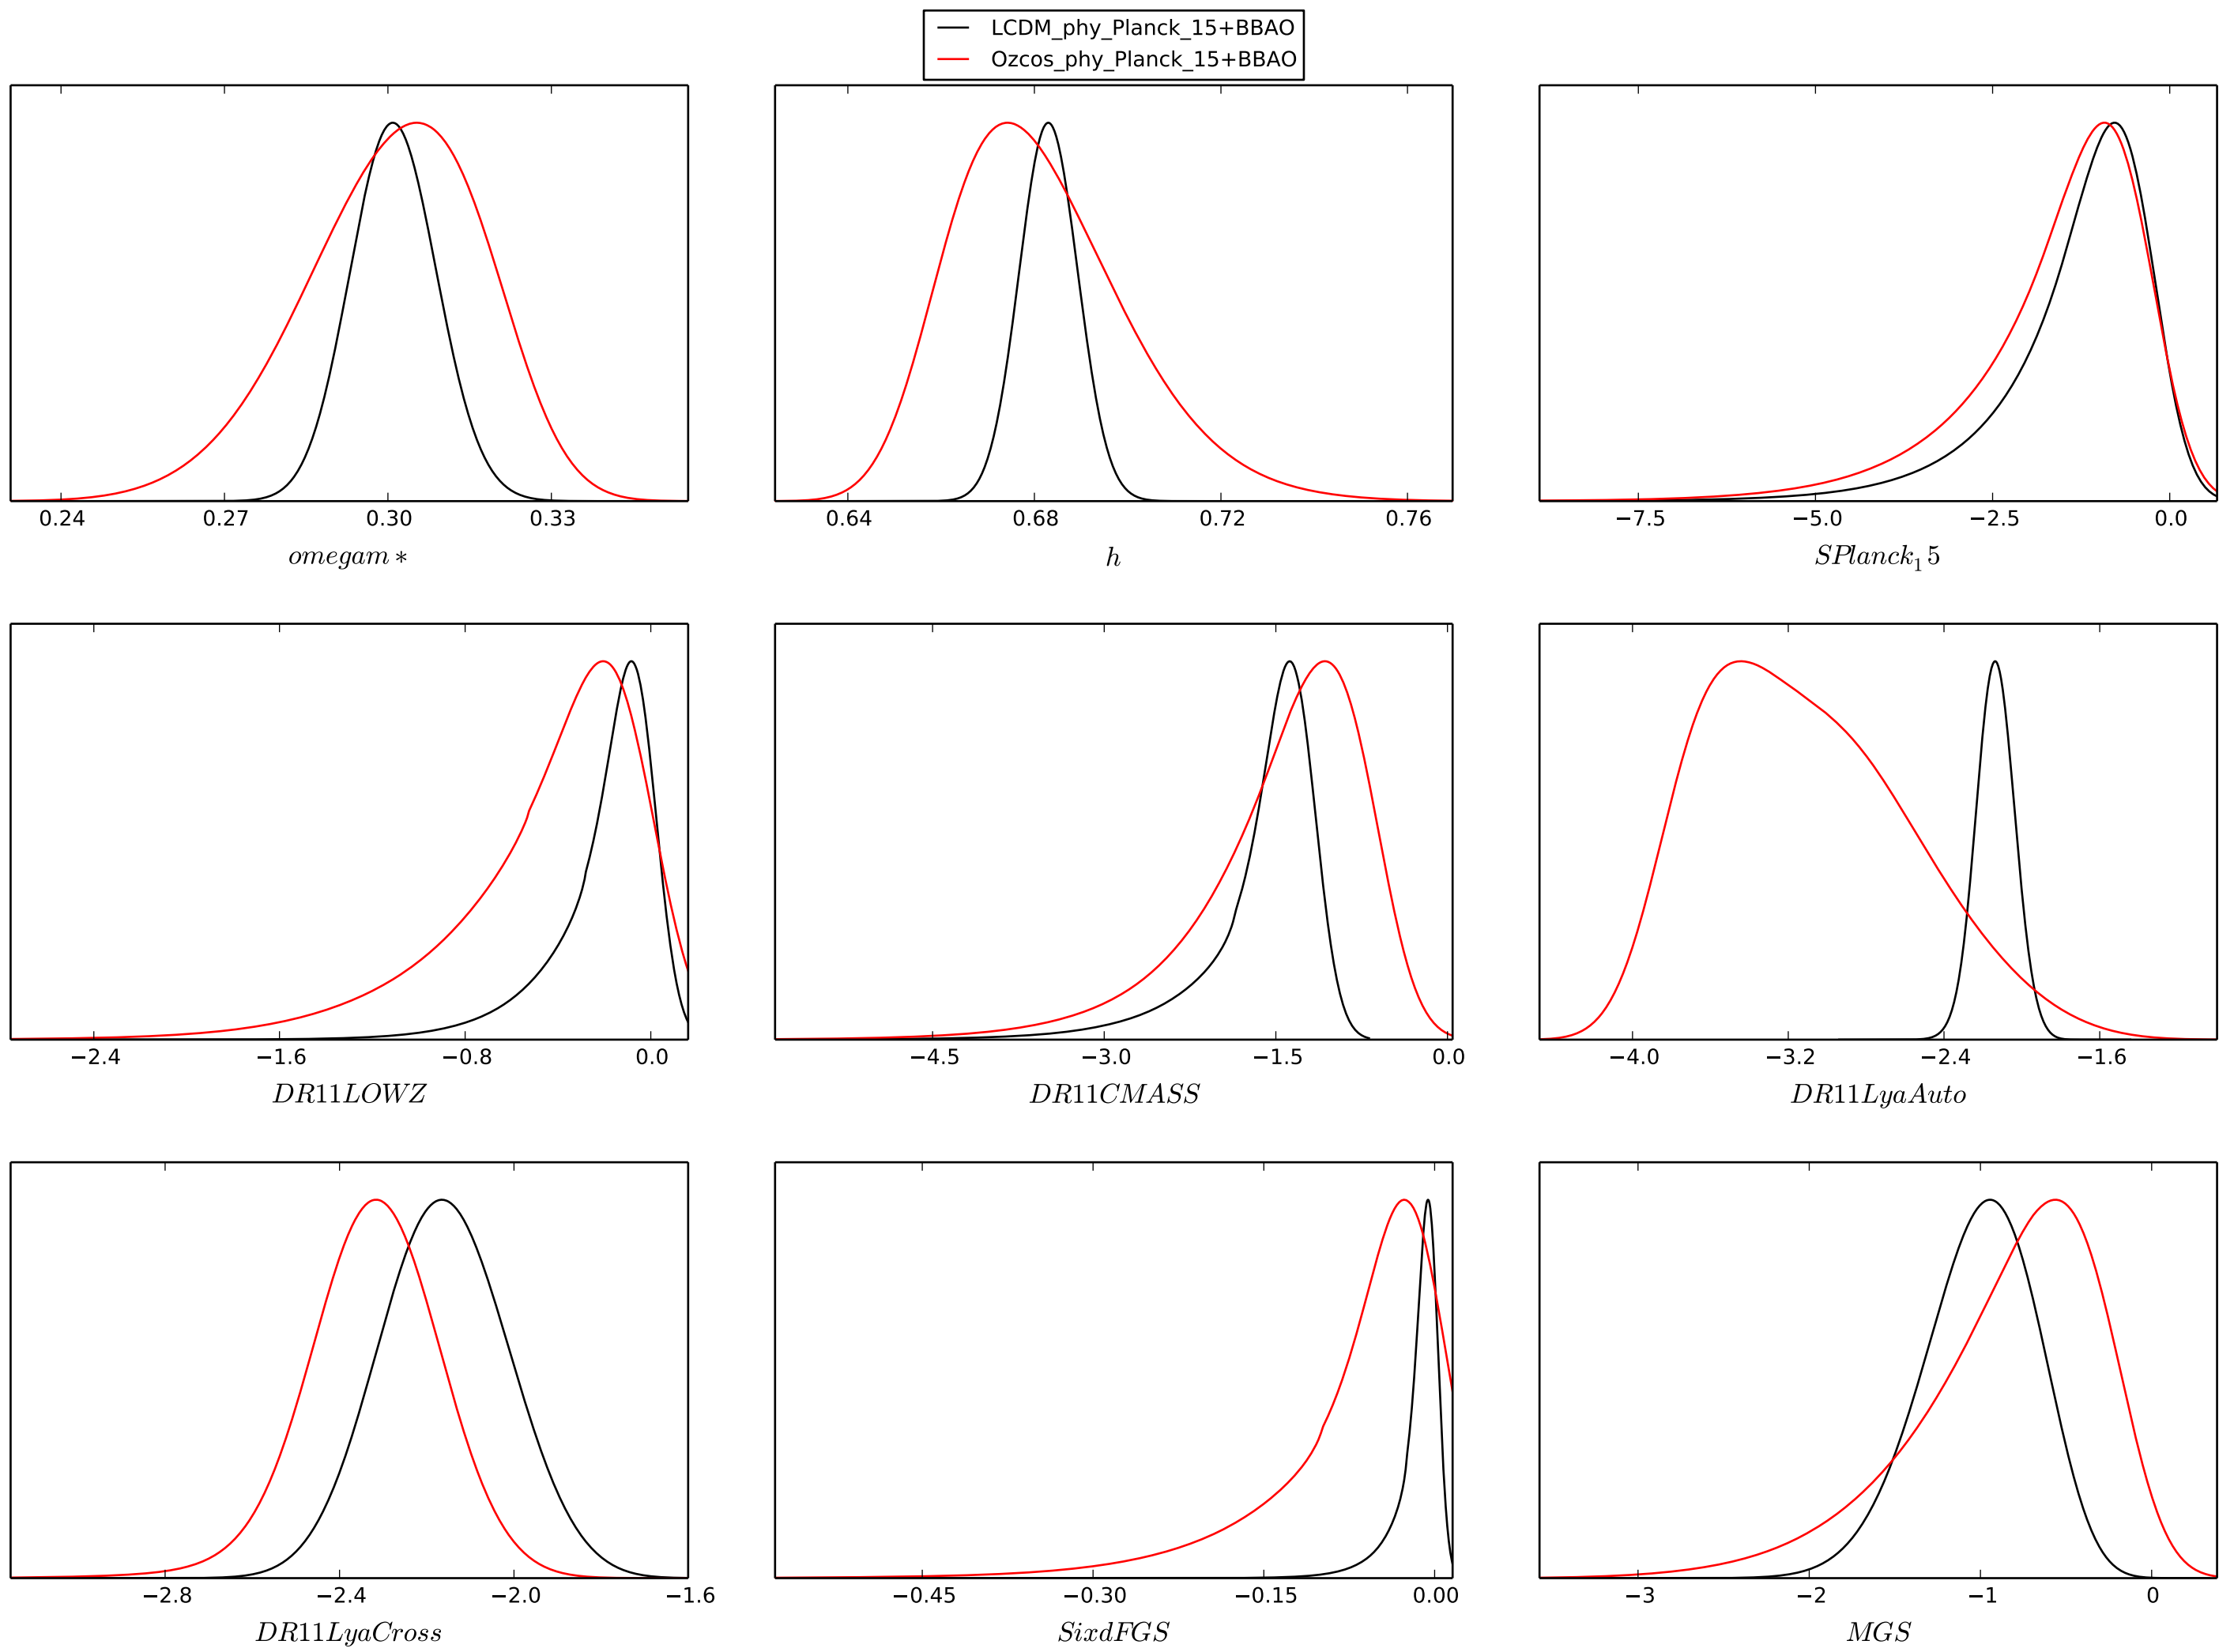 LCDM_phy_Planck_15+BBAO
Ozcos_phy_Planck_15+BBAO
0.24 0.27 0.30 0.33
omegam∗
0.64 0.68 0.72 0.76
h
−7.5 −5.0 −2.5 0.0
SPlanck₁5
−2.4 −1.6 −0.8 0.0
DR11LOWZ
−4.5 −3.0 −1.5 0.0
DR11CMASS
−4.0 −3.2 −2.4 −1.6
DR11LyaAuto
−2.8 −2.4 −2.0 −1.6
DR11LyaCross
−0.45 −0.30 −0.15 0.00
SixdFGS
−3 −2 −1 0
MGS